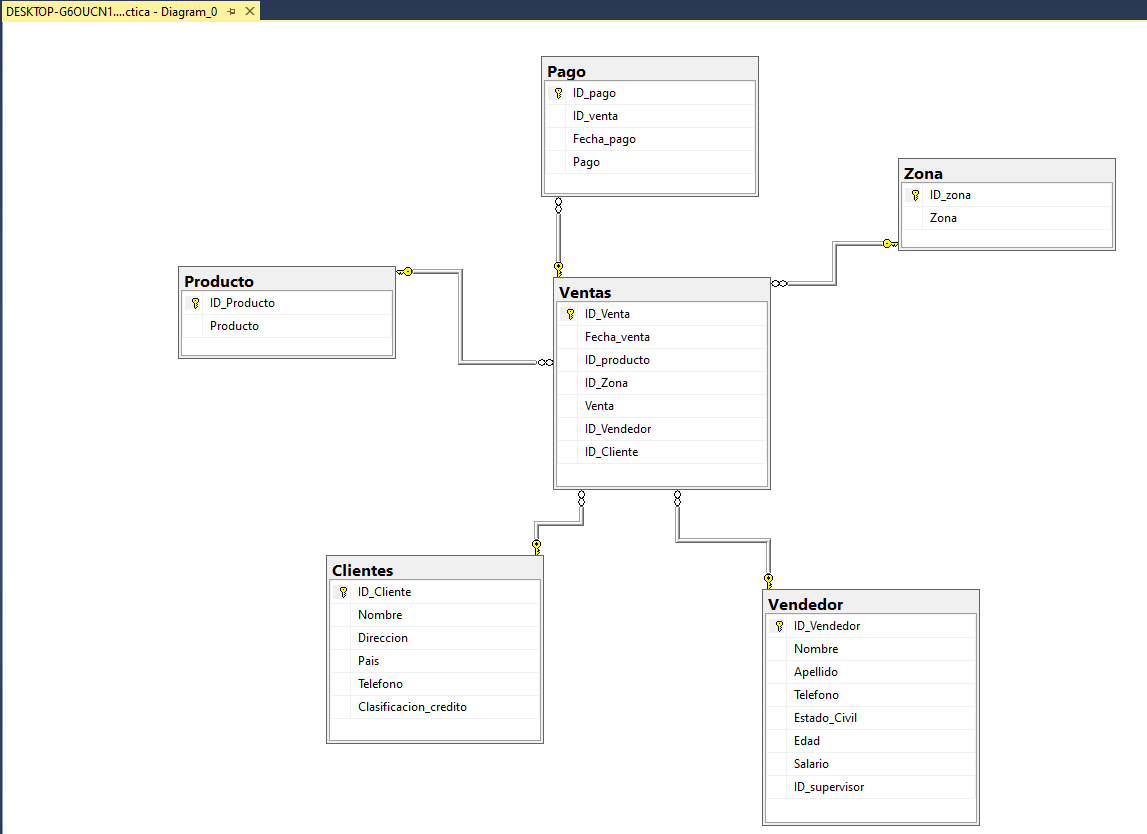 DESKTOP-G6OUCN1....ctica - Diagram_0
Pago
ID_pago
ID_venta
Fecha_pago
Pago
Zona
ID_zona
Zona
Producto
ID_Producto
Producto
Ventas
ID_Venta
Fecha_venta
ID_producto
ID_Zona
Venta
ID_Vendedor
ID_Cliente
Clientes
ID_Cliente
Nombre
Direccion
Pais
Telefono
Clasificacion_credito
Vendedor
ID_Vendedor
Nombre
Apellido
Telefono
Estado_Civil
Edad
Salario
ID_supervisor